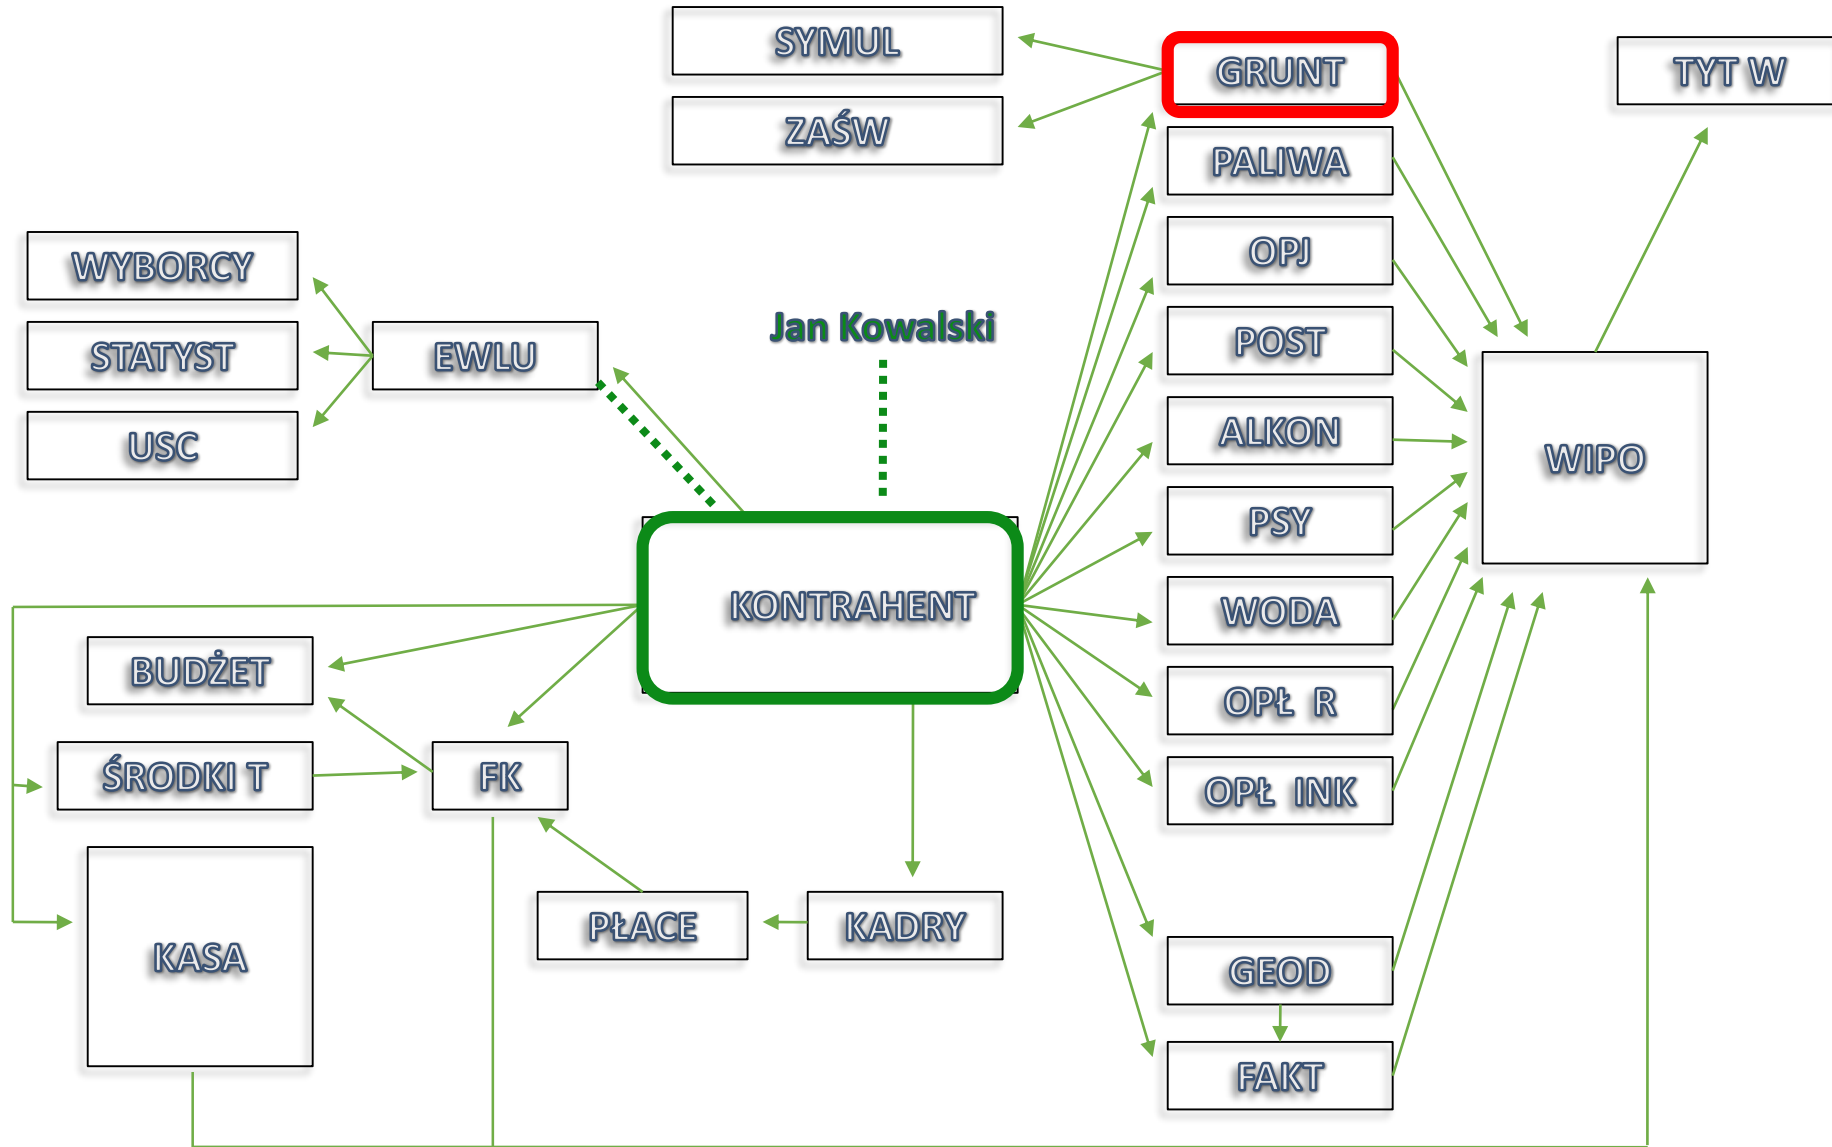 SYMUL
GRUNT
TYT W
ZAŚW
PALIWA
WYBORCY
OPJ
Jan Kowalski
STATYST
EWLU
POST
USC
ALKON
WIPO
PSY
KONTRAHENT
WODA
BUDŻET
OPŁ R
ŚRODKI T
FK
OPŁ INK
KASA
PŁACE
KADRY
GEOD
FAKT